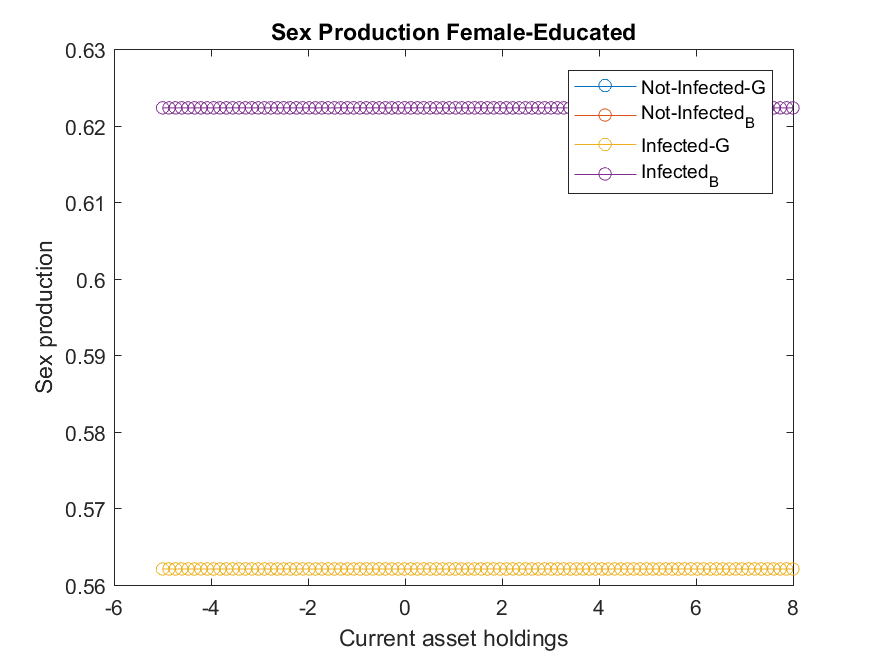 Sex Production Female-Educated
0.63
0.62
0.61
0.6
0.59
0.58
0.57
0.56
Sex production
-6
-4
-2
0
2
4
6
8
Current asset holdings
Not-Infected-G
Not-Infected_B
Infected-G
Infected_B